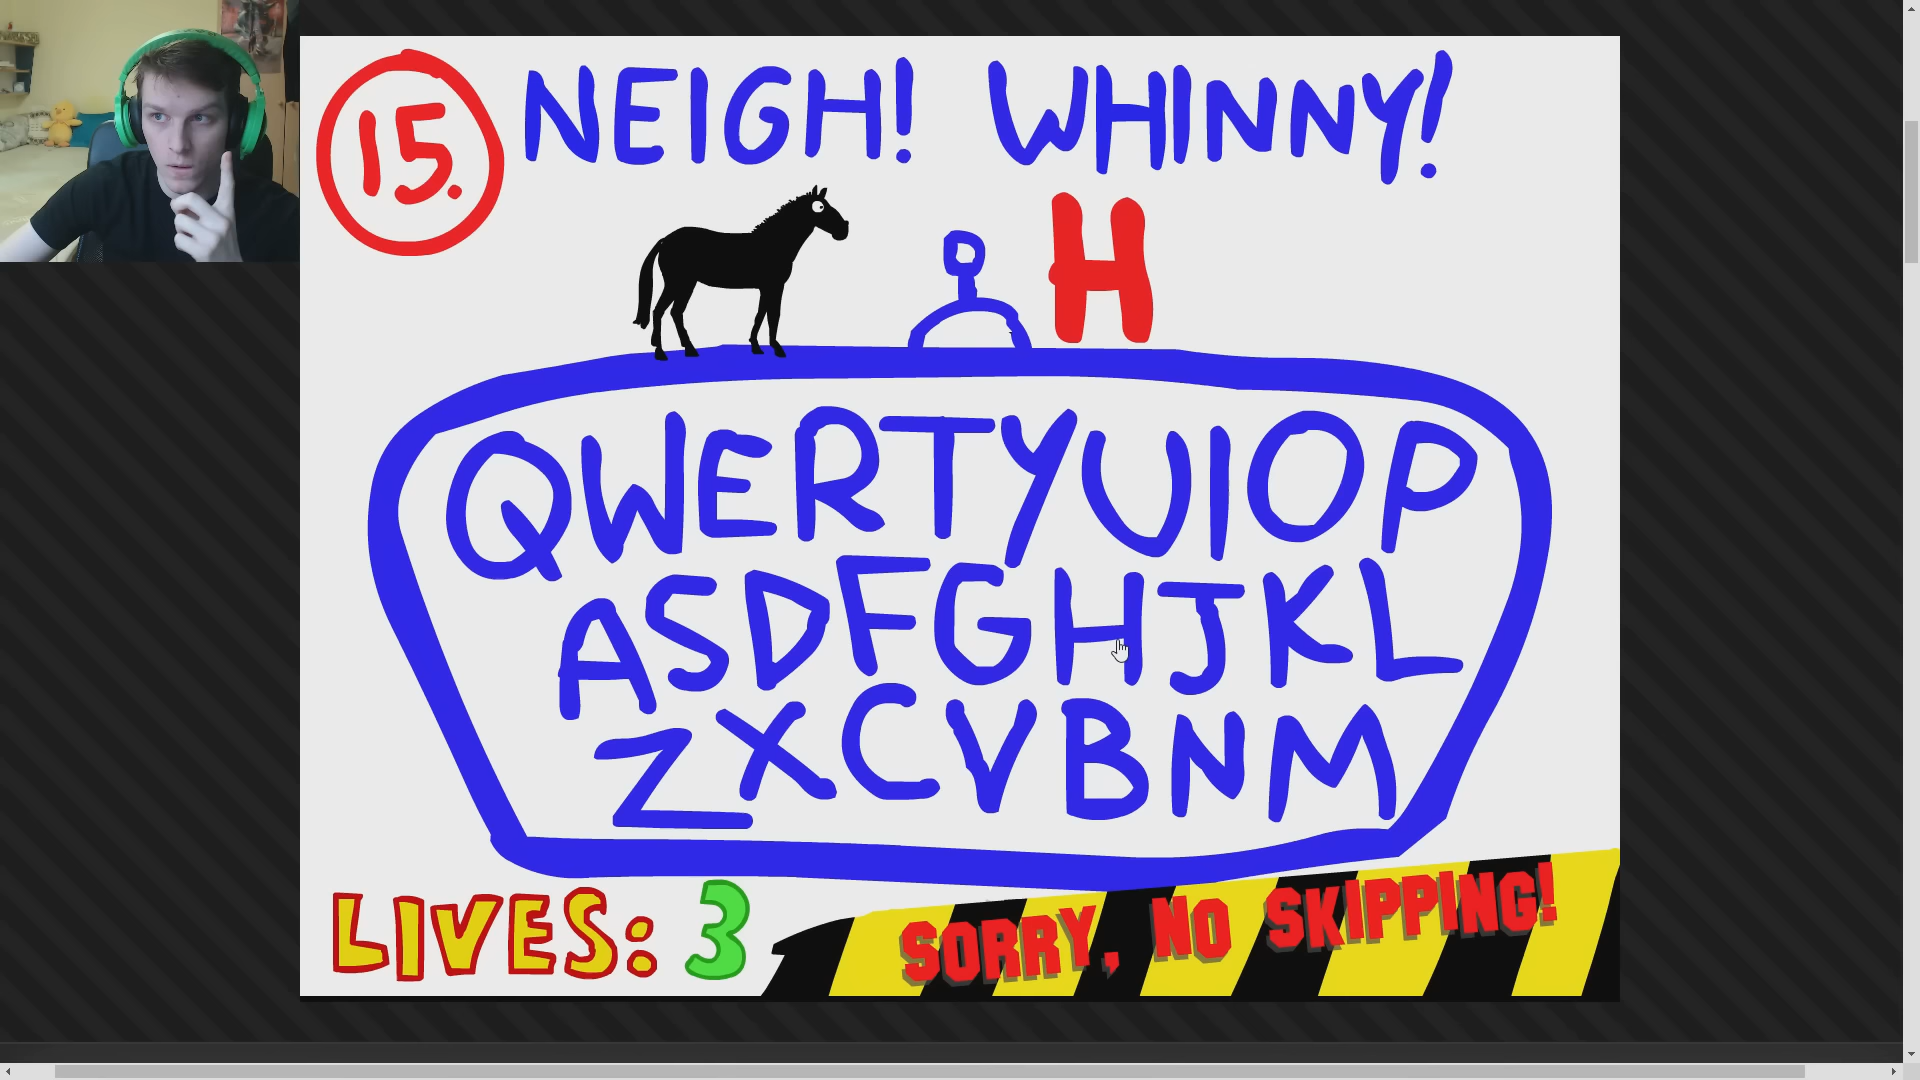 15. NEIGH! WHINNY!
H
QWERTYUIOP
ASDFGHJKL
ZXCVBNM
LIVES: 3
SORRY, NO SKIPPING!